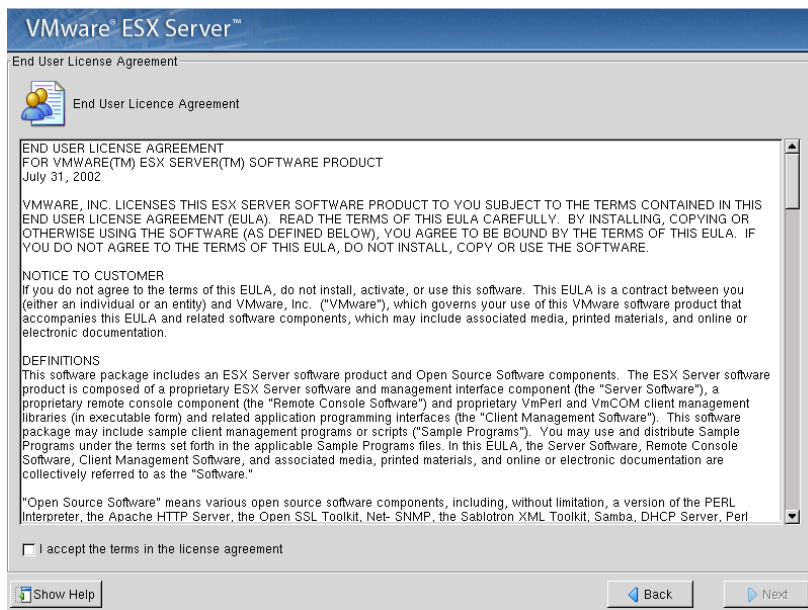 VMware® ESX Server™
End User License Agreement
End User Licence Agreement
END USER LICENSE AGREEMENT
FOR VMWARE(TM) ESX SERVER(TM) SOFTWARE PRODUCT
July 31, 2002
VMWARE, INC. LICENSES THIS ESX SERVER SOFTWARE PRODUCT TO YOU SUBJECT TO THE TERMS CONTAINED IN THIS
END USER LICENSE AGREEMENT (EULA).  READ THE TERMS OF THIS EULA CAREFULLY.  BY INSTALLING, COPYING OR
OTHERWISE USING THE SOFTWARE (AS DEFINED BELOW), YOU AGREE TO BE BOUND BY THE TERMS OF THIS EULA.  IF
YOU DO NOT AGREE TO THE TERMS OF THIS EULA, DO NOT INSTALL, COPY OR USE THE SOFTWARE.
NOTICE TO CUSTOMER
If you do not agree to the terms of this EULA, do not install, activate, or use this software.  This EULA is a contract between you
(either an individual or an entity) and VMware, Inc.  ("VMware"), which governs your use of this VMware software product that
accompanies this EULA and related software components, which may include associated media, printed materials, and online or
electronic documentation.
DEFINITIONS
This software package includes an ESX Server software product and Open Source Software components.  The ESX Server software
product is composed of a proprietary ESX Server software and management interface component (the "Server Software"), a
proprietary remote console component (the "Remote Console Software") and proprietary VmPerl and VmCOM client management
libraries (in executable form) and related application programming interfaces (the "Client Management Software").  This software
package may include sample client management programs or scripts ("Sample Programs").  You may use and distribute Sample
Programs under the terms set forth in the applicable Sample Programs files. In this EULA, the Server Software, Remote Console
Software, Client Management Software, and associated media, printed materials, and online or electronic documentation are
collectively referred to as the "Software."
"Open Source Software" means various open source software components, including, without limitation, a version of the PERL
Interpreter, the Apache HTTP Server, the Open SSL Toolkit, Net- SNMP, the Sablotron XML Toolkit, Samba, DHCP Server, Perl
I accept the terms in the license agreement
Show Help
Back
Next